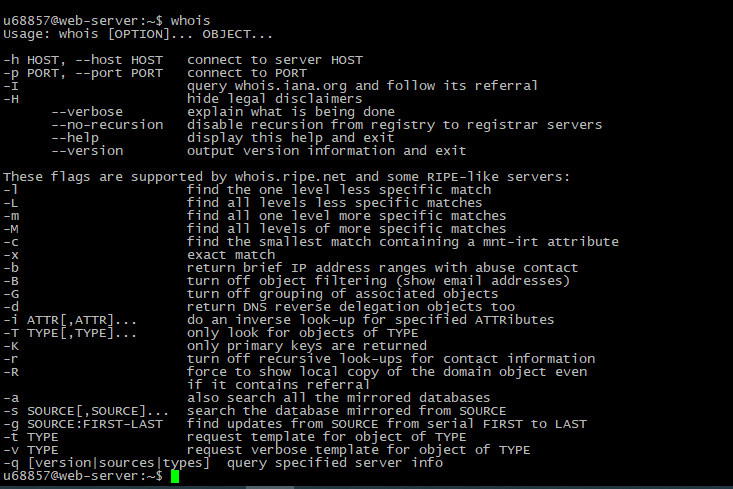 u68857@web-server:~$ whois
Usage: whois [OPTION]... OBJECT...

-h HOST, --host HOST   connect to server HOST
-p PORT, --port PORT   connect to PORT
-I                     query whois.iana.org and follow its referral
-H                     hide legal disclaimers
      --verbose        explain what is being done
      --no-recursion   disable recursion from registry to registrar servers
      --help           display this help and exit
      --version        output version information and exit

These flags are supported by whois.ripe.net and some RIPE-like servers:
-l                     find the one level less specific match
-L                     find all levels less specific matches
-m                     find all one level more specific matches
-M                     find all levels of more specific matches
-c                     find the smallest match containing a mnt-irt attribute
-x                     exact match
-b                     return brief IP address ranges with abuse contact
-B                     turn off object filtering (show email addresses)
-G                     turn off grouping of associated objects
-d                     return DNS reverse delegation objects too
-i ATTR[,ATTR]...      do an inverse look-up for specified ATTRibutes
-T TYPE[,TYPE]...      only look for objects of TYPE
-K                     only primary keys are returned
-r                     turn off recursive look-ups for contact information
-R                     force to show local copy of the domain object even
                       if it contains referral
-a                     also search all the mirrored databases
-s SOURCE[,SOURCE]...  search the database mirrored from SOURCE
-g SOURCE:FIRST-LAST   find updates from SOURCE from serial FIRST to LAST
-t TYPE                request template for object of TYPE
-v TYPE                request verbose template for object of TYPE
-q [version|sources|types]  query specified server info
u68857@web-server:~$